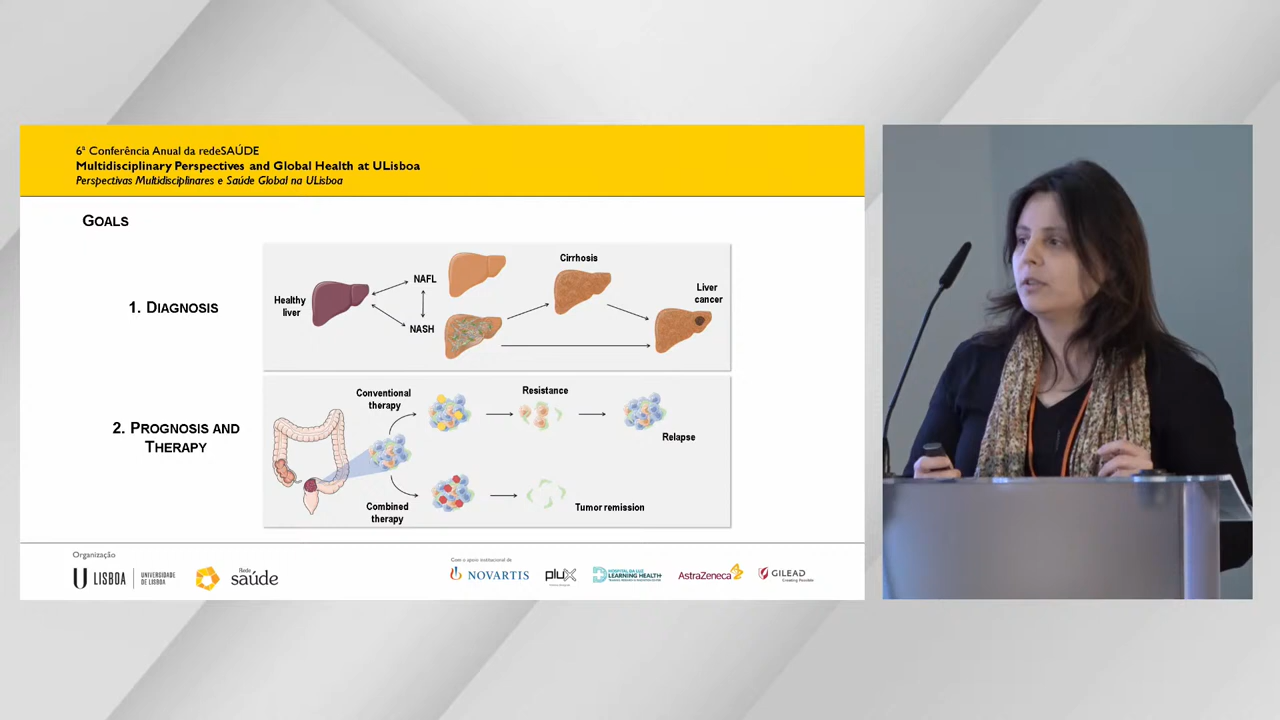 6ª Conferência Anual da redeSAÚDE
Multidisciplinary Perspectives and Global Health at ULisboa
Perspectivas Multidisciplinares e Saúde Global na ULisboa
GOALS
1. DIAGNOSIS
Healthy
liver
NAFL
NASH
Cirrhosis
Liver
cancer
2. PROGNOSIS AND
THERAPY
Conventional
therapy
Resistance
Relapse
Combined
therapy
Tumor remission
Organização
U LISBOA
UNIVERSIDADE
DE LISBOA
Rede
saúde
Com o apoio institucional de
NOVARTIS
plux
HOSPITAL DA LUZ
LEARNING HEALTH
AstraZeneca
GILEAD
Creating Possible